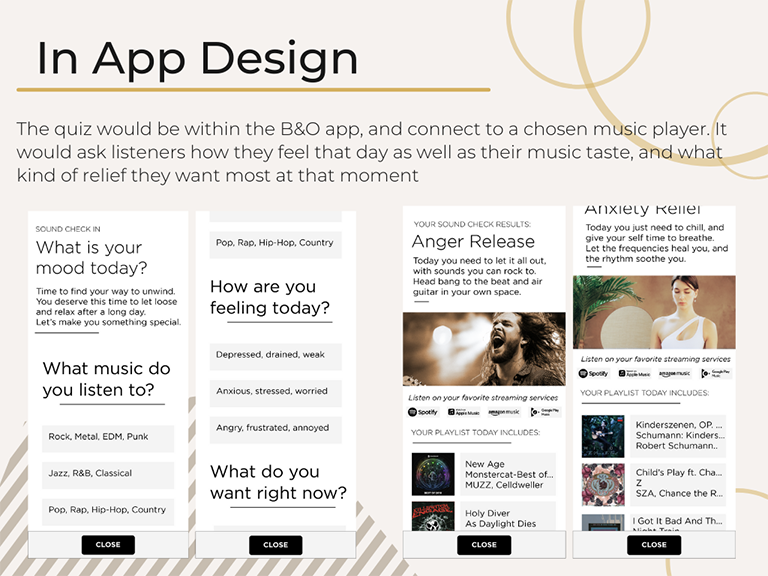 In App Design
The quiz would be within the B&O app, and connect to a chosen music player. It
would ask listeners how they feel that day as well as their music taste, and what
kind of relief they want most at that moment
SOUND CHECK IN
What is your
mood today?
Time to find your way to unwind.
You deserve this time to let loose
and relax after a long day.
Let's make you something special.
What music do
you listen to?
Rock, Metal, EDM, Punk
Jazz, R&B, Classical
Pop, Rap, Hip-Hop, Country
CLOSE
Pop, Rap, Hip-Hop, Country
How are you
feeling today?
Depressed, drained, weak
Anxious, stressed, worried
Angry, frustrated, annoyed
What do you
want right now?
CLOSE
YOUR SOUND CHECK RESULTS:
Anger Release
Today you need to let it all out,
with sounds you can rock to.
Head bang to the beat and air
guitar in your own space.
Listen on your favorite streaming services
Spotify
Apple Music
amazon music
Google Play
Music
YOUR PLAYLIST TODAY INCLUDES:
New Age
Monstercat-Best of...
MUZZ, Celldweller
Holy Diver
As Daylight Dies
CLOSE
Anxiety Relief
Today you just need to chill, and
give your self time to breathe.
Let the frequencies heal you, and
the rhythm soothe you.
Listen on your favorite streaming services
Spotify
Apple Music
amazon music
Google Play
Music
YOUR PLAYLIST TODAY INCLUDES:
Kinderszenen, OP. ...
Schumann: Kinders...
Robert Schumann..
Child's Play ft. Cha...
Z
SZA, Chance the R...
I Got It Bad And Th...
Night Train
CLOSE